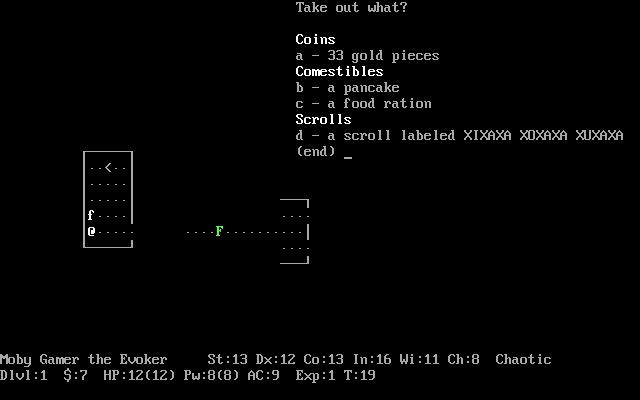 Take out what?
Coins
a - 33 gold pieces
Comestibles
b - a pancake
c - a food ration
Scrolls
d - a scroll labeled XIXAXA XOXAXA XUXAXA
(end) _
..<..
.....
.....
f....
....
@.....
....F..........
....
Moby Gamer the Evoker St:13 Dx:12 Co:13 In:16 Wi:11 Ch:8 Chaotic
Dlvl:1 $:7 HP:12(12) Pw:8(8) AC:9 Exp:1 T:19